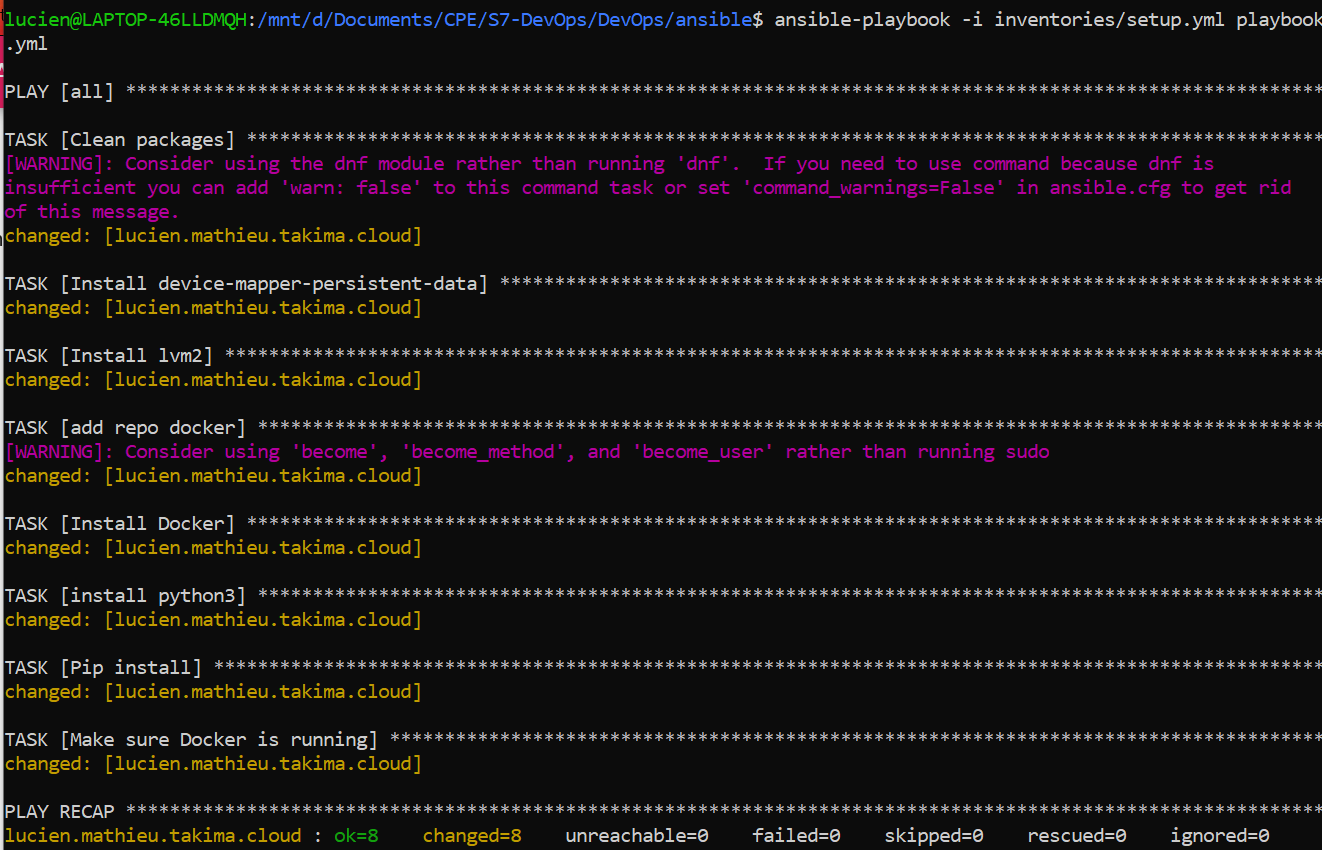 lucien@LAPTOP-46LLDMQH:/mnt/d/Documents/CPE/S7-DevOps/DevOps/ansible$ ansible-playbook -i inventories/setup.yml playbook
.yml
PLAY [all] *************************************************************************************************************
TASK [Clean packages] **************************************************************************************************
[WARNING]: Consider using the dnf module rather than running 'dnf'.  If you need to use command because dnf is
insufficient you can add 'warn: false' to this command task or set 'command_warnings=False' in ansible.cfg to get rid
of this message.
changed: [lucien.mathieu.takima.cloud]
TASK [Install device-mapper-persistent-data] ***************************************************************************
changed: [lucien.mathieu.takima.cloud]
TASK [Install lvm2] ****************************************************************************************************
changed: [lucien.mathieu.takima.cloud]
TASK [add repo docker] *************************************************************************************************
[WARNING]: Consider using 'become', 'become_method', and 'become_user' rather than running sudo
changed: [lucien.mathieu.takima.cloud]
TASK [Install Docker] **************************************************************************************************
changed: [lucien.mathieu.takima.cloud]
TASK [install python3] *************************************************************************************************
changed: [lucien.mathieu.takima.cloud]
TASK [Pip install] *****************************************************************************************************
changed: [lucien.mathieu.takima.cloud]
TASK [Make sure Docker is running] *************************************************************************************
changed: [lucien.mathieu.takima.cloud]
PLAY RECAP *************************************************************************************************************
lucien.mathieu.takima.cloud : ok=8    changed=8    unreachable=0    failed=0    skipped=0    rescued=0    ignored=0